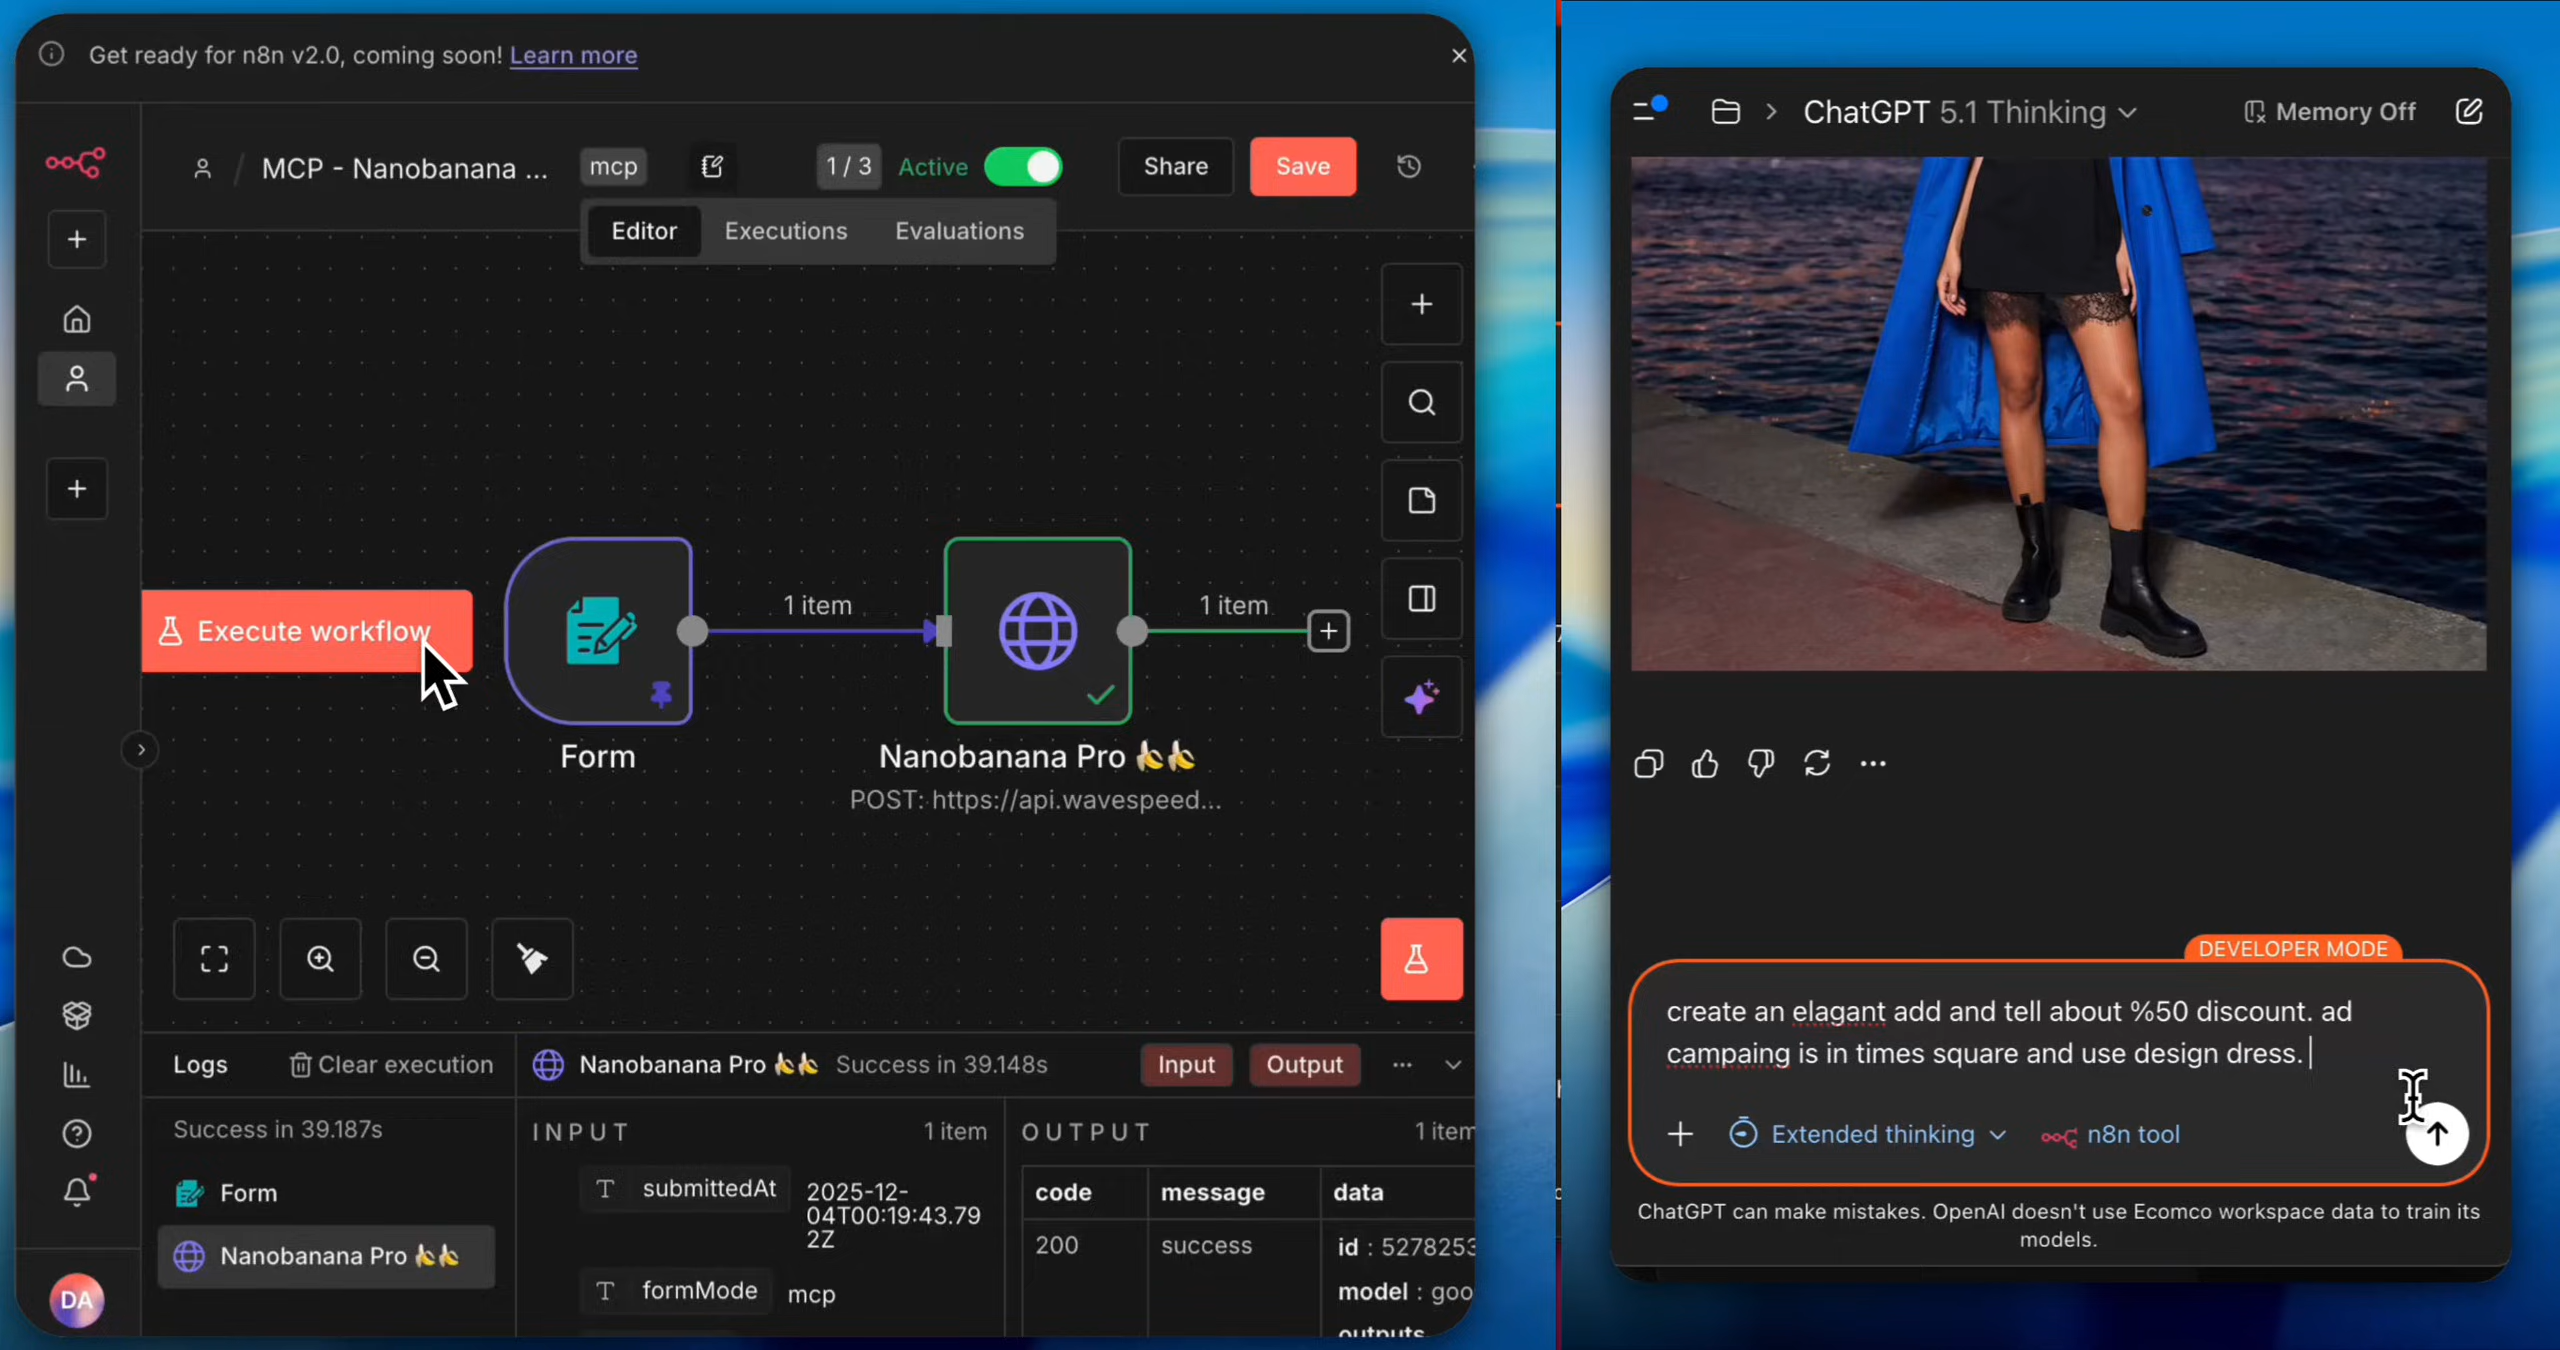 Get ready for n8n v2.0, coming soon! Learn more
MCP - Nanobanana ...
mcp
1 / 3
Active
Share
Save
Editor
Executions
Evaluations
Execute workflow
1 item
1 item
Form
Nanobanana Pro 🍌🍌
POST: https://api.wavespeed...
Logs
Clear execution
Nanobanana Pro 🍌🍌 Success in 39.148s
Input
Output
Success in 39.187s
Form
Nanobanana Pro 🍌🍌
INPUT
1 item
T submittedAt
2025-12-
04T00:19:43.79
2Z
T formMode
mcp
OUTPUT
1 item
code
message
data
200
success
id : 5278253
model : goo
outputs
DA
ChatGPT 5.1 Thinking
Memory Off
DEVELOPER MODE
create an elagant add and tell about %50 discount. ad
campaing is in times square and use design dress.
Extended thinking
n8n tool
ChatGPT can make mistakes. OpenAI doesn't use Ecomco workspace data to train its
models.